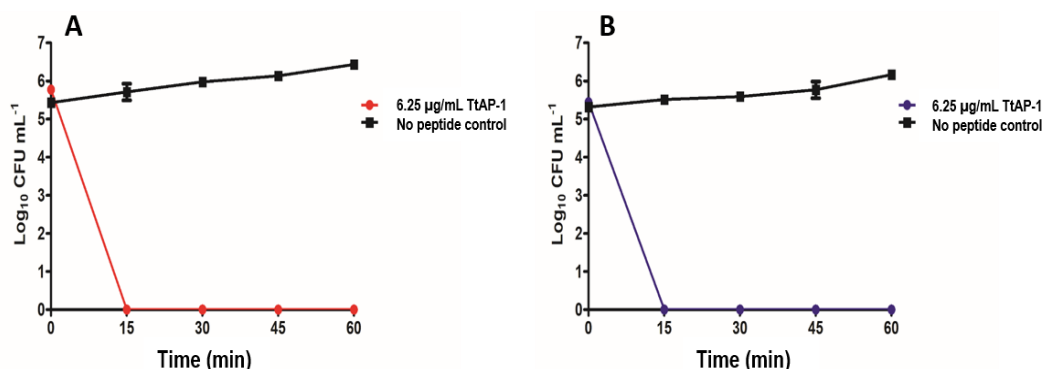 A
Log₁₀ CFU mL⁻¹
7
6
5
4
3
2
1
0
0 15 30 45 60
Time (min)
6.25 µg/mL TtAP-1
No peptide control
B
Log₁₀ CFU mL⁻¹
7
6
5
4
3
2
1
0
0 15 30 45 60
Time (min)
6.25 µg/mL TtAP-1
No peptide control